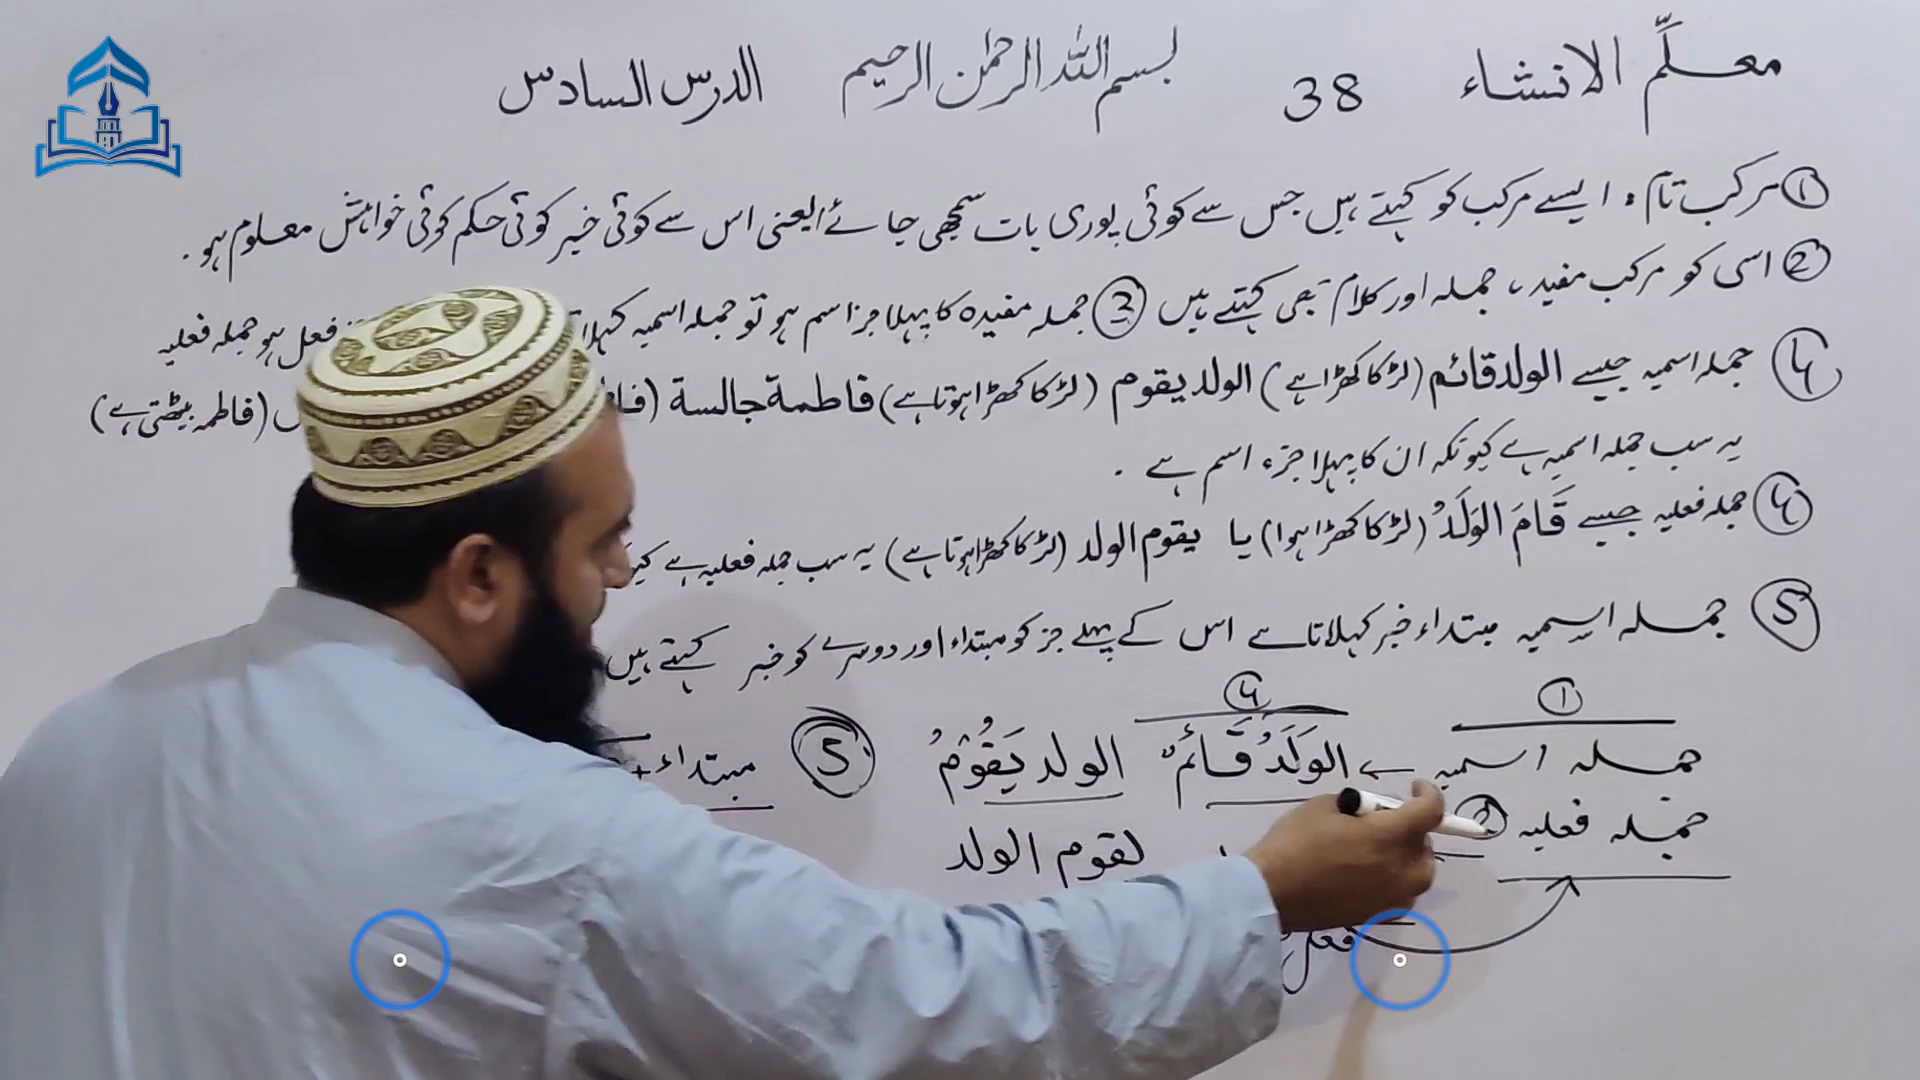 معلّم الانشاء 38 بسم اللہ الرحمٰن الرحیم الدرس السادس
① مرکب تام: ایسے مرکب کو کہتے ہیں جس سے کوئی پوری بات سمجھی جائے یعنی اس سے کوئی خبر کوئی حکم کوئی خواہش معلوم ہو۔
② اسی کو مرکب مفید، جملہ اور کلام بھی کہتے ہیں ③ جملہ مفیدہ کا پہلا جز اسم ہو تو جملہ اسمیہ کہلا فعل ہو جملہ فعلیہ
④ جملہ اسمیہ جیسے الولد قائم (لڑکا کھڑا ہے) الولد یقوم (لڑکا کھڑا ہوتا ہے) فاطمة جالسة (فا (فاطمہ بیٹھتی ہے)
یہ سب جملہ اسمیہ ہے کیونکہ ان کا پہلا جزء اسم ہے ۔
④ جملہ فعلیہ جیسے قَامَ الوَلَدُ (لڑکا کھڑا ہوا) یا یقوم الولد (لڑکا کھڑا ہوتا ہے) یہ سب جملہ فعلیہ ہے
⑤ جملہ اسمیہ مبتداء خبر کہلاتا ہے اس کے پہلے جز کو مبتداء اور دوسرے کو خبر کہتے ہیں
① ④
جملہ اسمیہ ← الوَلَدُ قَائمٌ الولد يَقُوْمُ ⑤ مبتداء +
جملہ فعلیہ ② یقوم الولد
فعل